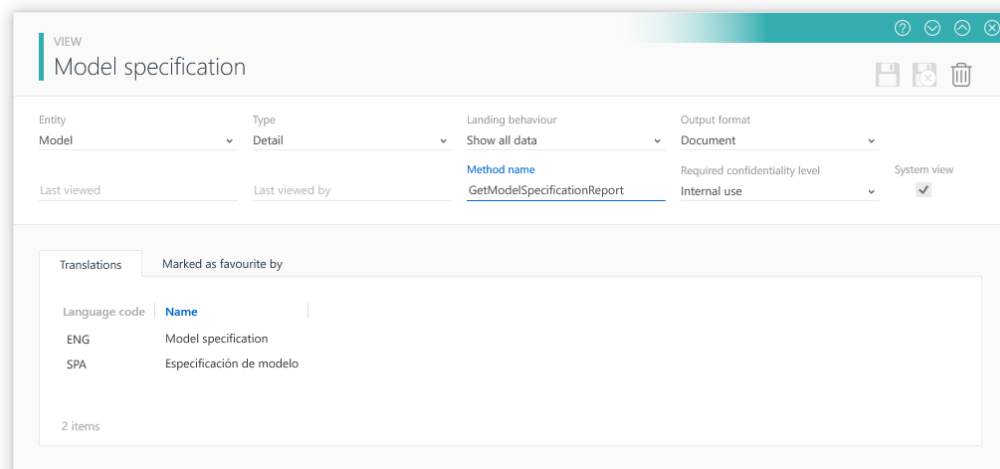 VIEW
Model specification
Entity Type Landing behaviour Output format
Model Detail Show all data Document
Method name Required confidentiality level System view
Last viewed Last viewed by GetModelSpecificationReport Internal use
Translations Marked as favourite by
Language code Name
ENG Model specification
SPA Especificación de modelo
2 items